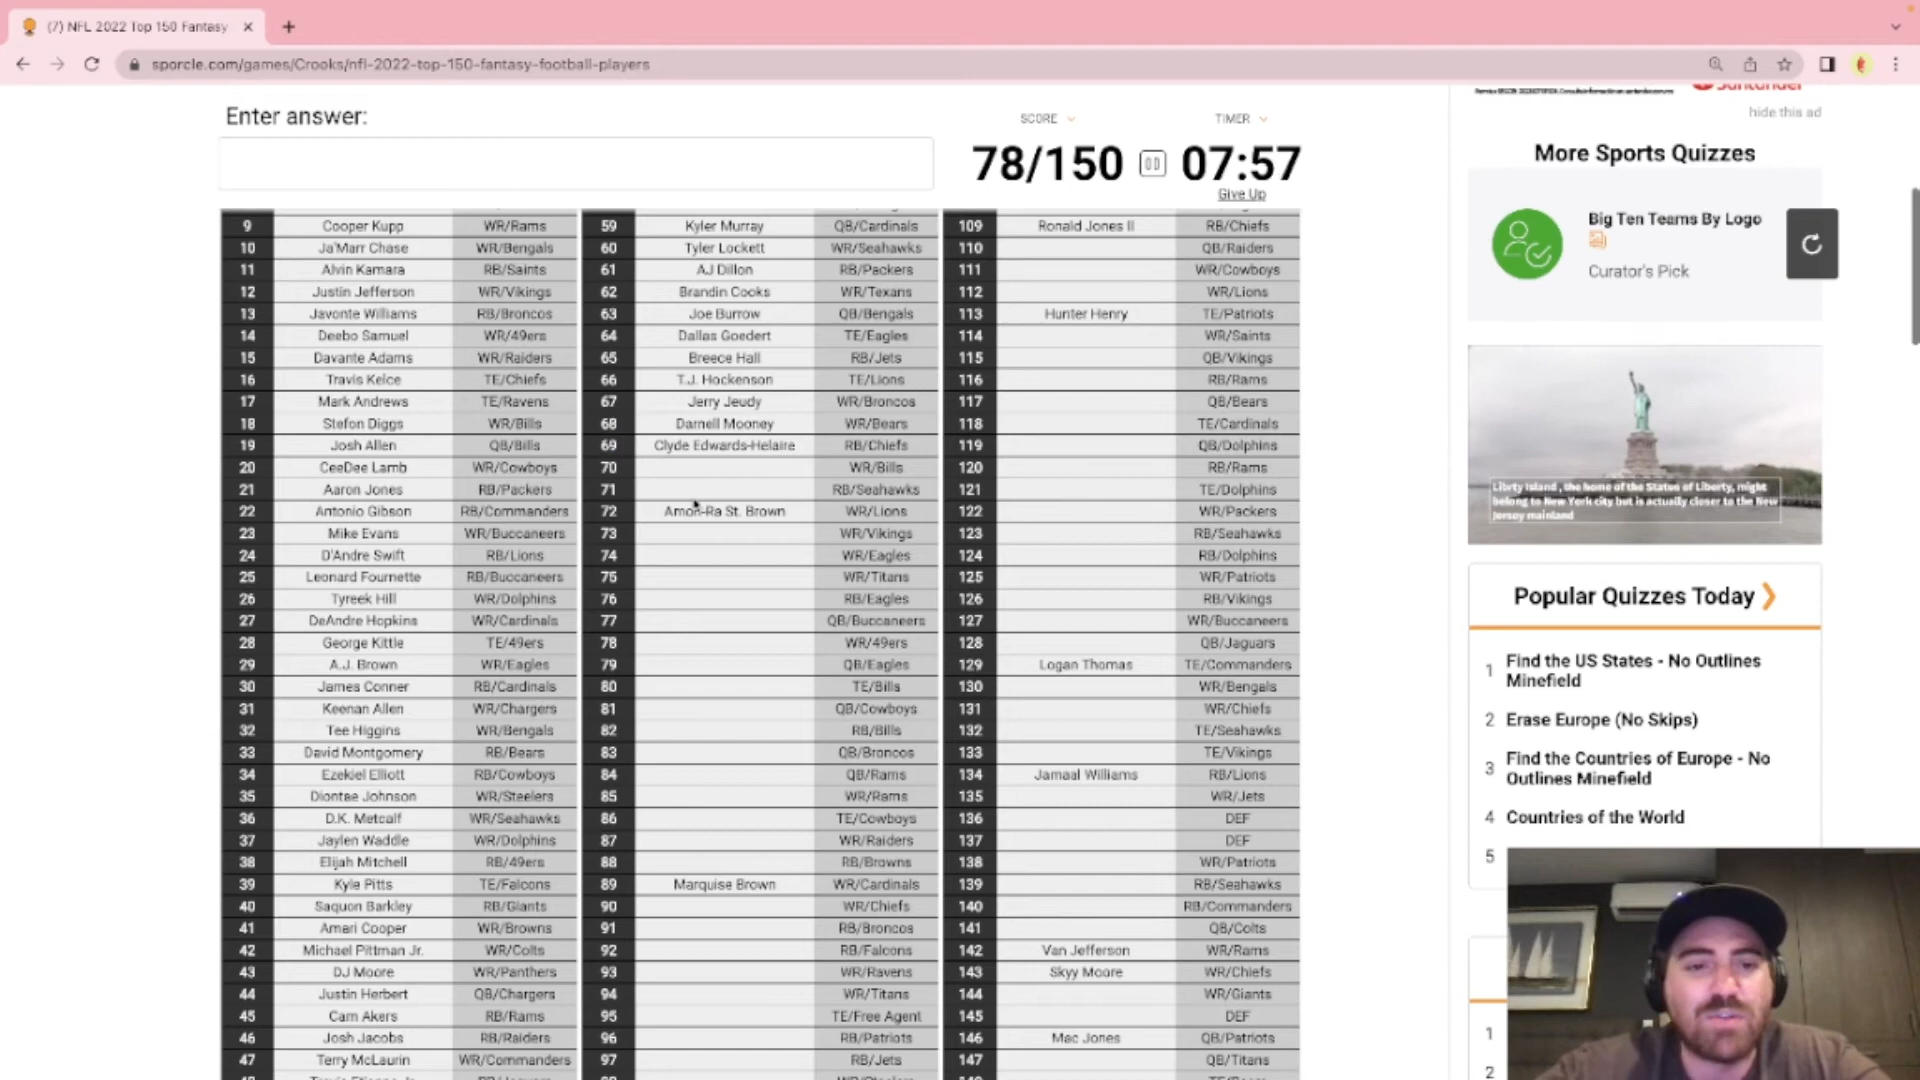 (7) NFL 2022 Top 150 Fantasy
sporcle.com/games/Crooks/nfl-2022-top-150-fantasy-football-players
hide this ad
Enter answer:
SCORE
TIMER
78/150
07:57
Give Up
9 Cooper Kupp WR/Rams 59 Kyler Murray QB/Cardinals 109 Ronald Jones II RB/Chiefs
10 Ja'Marr Chase WR/Bengals 60 Tyler Lockett WR/Seahawks 110 QB/Raiders
11 Alvin Kamara RB/Saints 61 AJ Dillon RB/Packers 111 WR/Cowboys
12 Justin Jefferson WR/Vikings 62 Brandin Cooks WR/Texans 112 WR/Lions
13 Javonte Williams RB/Broncos 63 Joe Burrow QB/Bengals 113 Hunter Henry TE/Patriots
14 Deebo Samuel WR/49ers 64 Dallas Goedert TE/Eagles 114 WR/Saints
15 Davante Adams WR/Raiders 65 Breece Hall RB/Jets 115 QB/Vikings
16 Travis Kelce TE/Chiefs 66 T.J. Hockenson TE/Lions 116 RB/Rams
17 Mark Andrews TE/Ravens 67 Jerry Jeudy WR/Broncos 117 QB/Bears
18 Stefon Diggs WR/Bills 68 Darnell Mooney WR/Bears 118 TE/Cardinals
19 Josh Allen QB/Bills 69 Clyde Edwards-Helaire RB/Chiefs 119 QB/Dolphins
20 CeeDee Lamb WR/Cowboys 70 WR/Bills 120 RB/Rams
21 Aaron Jones RB/Packers 71 RB/Seahawks 121 TE/Dolphins
22 Antonio Gibson RB/Commanders 72 Amon-Ra St. Brown WR/Lions 122 WR/Packers
23 Mike Evans WR/Buccaneers 73 WR/Vikings 123 RB/Seahawks
24 D'Andre Swift RB/Lions 74 WR/Eagles 124 RB/Dolphins
25 Leonard Fournette RB/Buccaneers 75 WR/Titans 125 WR/Patriots
26 Tyreek Hill WR/Dolphins 76 RB/Eagles 126 RB/Vikings
27 DeAndre Hopkins WR/Cardinals 77 QB/Buccaneers 127 WR/Buccaneers
28 George Kittle TE/49ers 78 WR/49ers 128 QB/Jaguars
29 A.J. Brown WR/Eagles 79 QB/Eagles 129 Logan Thomas TE/Commanders
30 James Conner RB/Cardinals 80 TE/Bills 130 WR/Bengals
31 Keenan Allen WR/Chargers 81 QB/Cowboys 131 WR/Chiefs
32 Tee Higgins WR/Bengals 82 RB/Bills 132 TE/Seahawks
33 David Montgomery RB/Bears 83 QB/Broncos 133 TE/Vikings
34 Ezekiel Elliott RB/Cowboys 84 QB/Rams 134 Jamaal Williams RB/Lions
35 Diontae Johnson WR/Steelers 85 WR/Rams 135 WR/Jets
36 D.K. Metcalf WR/Seahawks 86 TE/Cowboys 136 DEF
37 Jaylen Waddle WR/Dolphins 87 WR/Raiders 137 DEF
38 Elijah Mitchell RB/49ers 88 RB/Browns 138 WR/Patriots
39 Kyle Pitts TE/Falcons 89 Marquise Brown WR/Cardinals 139 RB/Seahawks
40 Saquon Barkley RB/Giants 90 WR/Chiefs 140 RB/Commanders
41 Amari Cooper WR/Browns 91 RB/Broncos 141 QB/Colts
42 Michael Pittman Jr. WR/Colts 92 RB/Falcons 142 Van Jefferson WR/Rams
43 DJ Moore WR/Panthers 93 WR/Ravens 143 Skyy Moore WR/Chiefs
44 Justin Herbert QB/Chargers 94 WR/Titans 144 WR/Giants
45 Cam Akers RB/Rams 95 TE/Free Agent 145 DEF
46 Josh Jacobs RB/Raiders 96 RB/Patriots 146 Mac Jones QB/Patriots
47 Terry McLaurin WR/Commanders 97 RB/Jets 147 QB/Titans
More Sports Quizzes
Big Ten Teams By Logo
Curator's Pick
Librty Island , the home of the Statue of Liberty, might
belong to New York city but is actually closer to the New
Jersey mainland
Popular Quizzes Today
1 Find the US States - No Outlines
Minefield
2 Erase Europe (No Skips)
3 Find the Countries of Europe - No
Outlines Minefield
4 Countries of the World
5
1
2